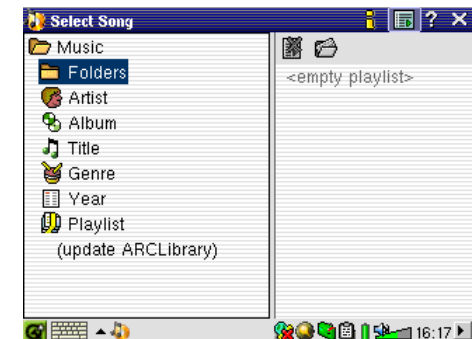 Select Song
?
Music
Folders
Artist
Album
Title
Genre
Year
Playlist
(update ARCLibrary)
<empty playlist>
16:17